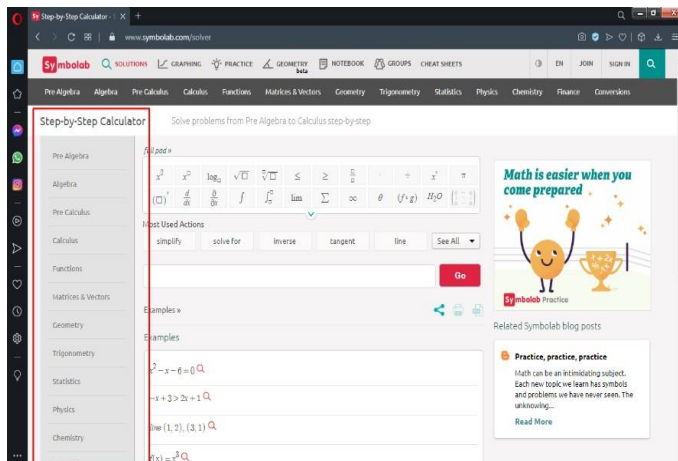 Step-by-Step Calculator - S
www.symbolab.com/solver
Symbolab SOLUTIONS GRAPHING PRACTICE GEOMETRY beta NOTEBOOK GROUPS CHEAT SHEETS EN JOIN SIGN IN
Pre Algebra Algebra Pre Calculus Calculus Functions Matrices & Vectors Geometry Trigonometry Statistics Physics Chemistry Finance Conversions
Step-by-Step Calculator Solve problems from Pre Algebra to Calculus step-by-step
Pre Algebra
Algebra
Pre Calculus
Calculus
Functions
Matrices & Vectors
Geometry
Trigonometry
Statistics
Physics
Chemistry
full pad »
x² x□ log□ √□ □√□ ≤ ≥ □/□ · ÷ x° π
(□)' d/dx ∂/∂x ∫ ∫□□ lim ∑ ∞ θ (f∘g) H₂O
Most Used Actions
simplify solve for inverse tangent line See All
Go
Examples »
Examples
x² − x − 6 = 0
−x + 3 > 2x + 1
line (1, 2), (3, 1)
f(x) = x³
Math is easier when you
come prepared
Symbolab Practice
Related Symbolab blog posts
Practice, practice, practice
Math can be an intimidating subject.
Each new topic we learn has symbols
and problems we have never seen. The
unknowing...
Read More